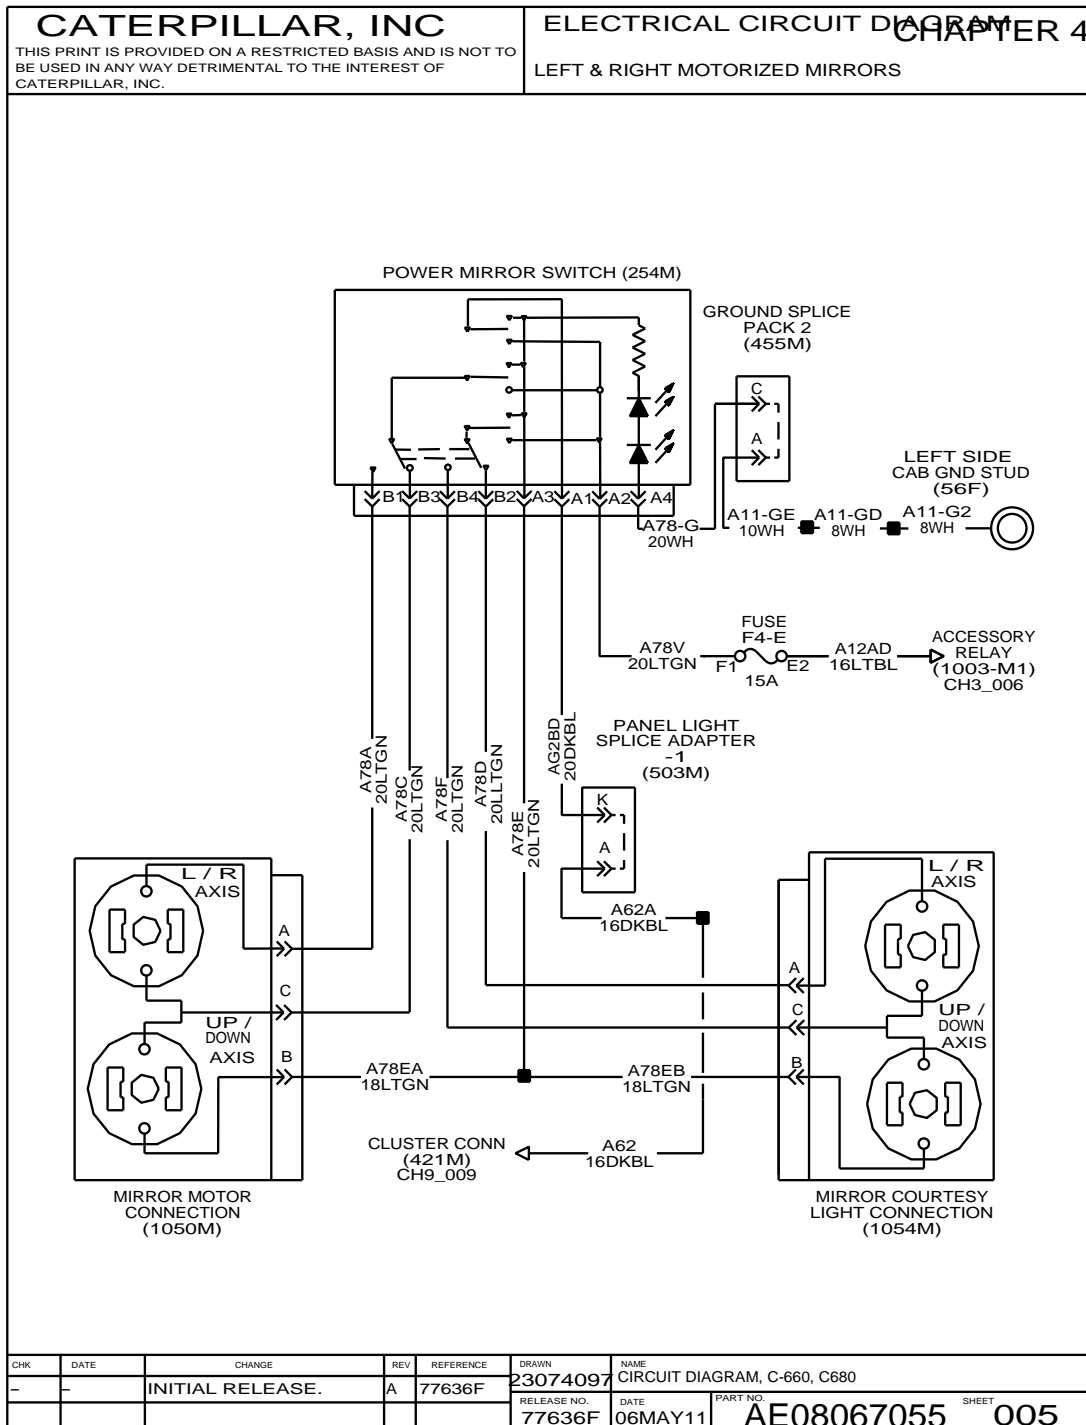 CATERPILLAR, INC
THIS PRINT IS PROVIDED ON A RESTRICTED BASIS AND IS NOT TO
BE USED IN ANY WAY DETRIMENTAL TO THE INTEREST OF
CATERPILLAR, INC.
ELECTRICAL CIRCUIT DIAGRAM
CHAPTER 4
LEFT & RIGHT MOTORIZED MIRRORS
POWER MIRROR SWITCH (254M)
GROUND SPLICE
PACK 2
(455M)
C
A
LEFT SIDE
CAB GND STUD
(56F)
B1 B3 B4 B2 A3 A1 A2 A4
A78-G
20WH
A11-GE
10WH
A11-GD
8WH
A11-G2
8WH
A78V
20LTGN
FUSE
F4-E
F1
E2
15A
A12AD
16LTBL
ACCESSORY
RELAY
(1003-M1)
CH3_006
A78A
20LTGN
A78C
20LTGN
A78F
20LTGN
A78D
20LLTGN
A78E
20LTGN
AG2BD
20DKBL
PANEL LIGHT
SPLICE ADAPTER
-1
(503M)
K
A
A62A
16DKBL
L / R
AXIS
A
C
UP /
DOWN
AXIS
B
A78EA
18LTGN
A78EB
18LTGN
L / R
AXIS
A
C
UP /
DOWN
AXIS
B
CLUSTER CONN
(421M)
CH9_009
A62
16DKBL
MIRROR MOTOR
CONNECTION
(1050M)
MIRROR COURTESY
LIGHT CONNECTION
(1054M)
CHK DATE CHANGE REV REFERENCE
- - INITIAL RELEASE. A 77636F
DRAWN
23074097
NAME
CIRCUIT DIAGRAM, C-660, C680
RELEASE NO.
77636F
DATE
06MAY11
PART NO.
AE08067055
SHEET
005